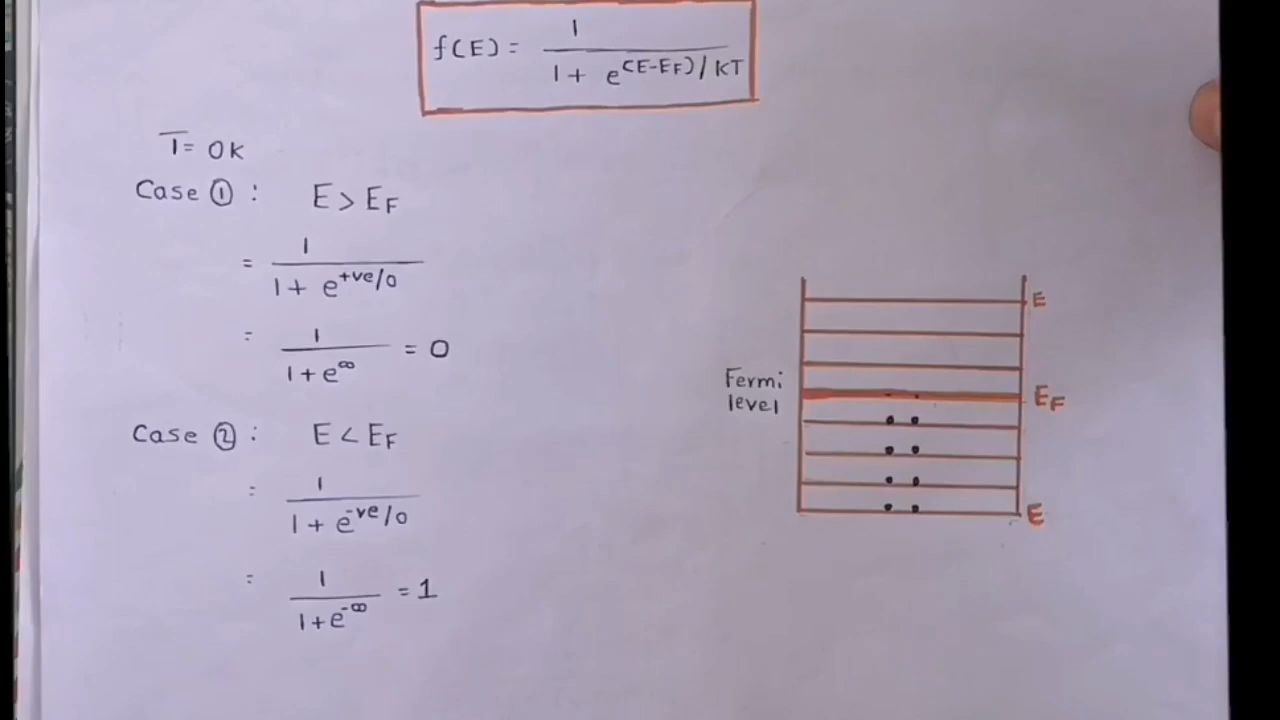 f(E) = 1 / 1 + e^(E-EF)/KT
T = 0K
Case ① : E > EF
= 1 / 1 + e^+ve/0
= 1 / 1 + e^∞ = 0
Case ② : E < EF
= 1 / 1 + e^-ve/0
= 1 / 1 + e^-∞ = 1
E
Fermi
level
EF
E